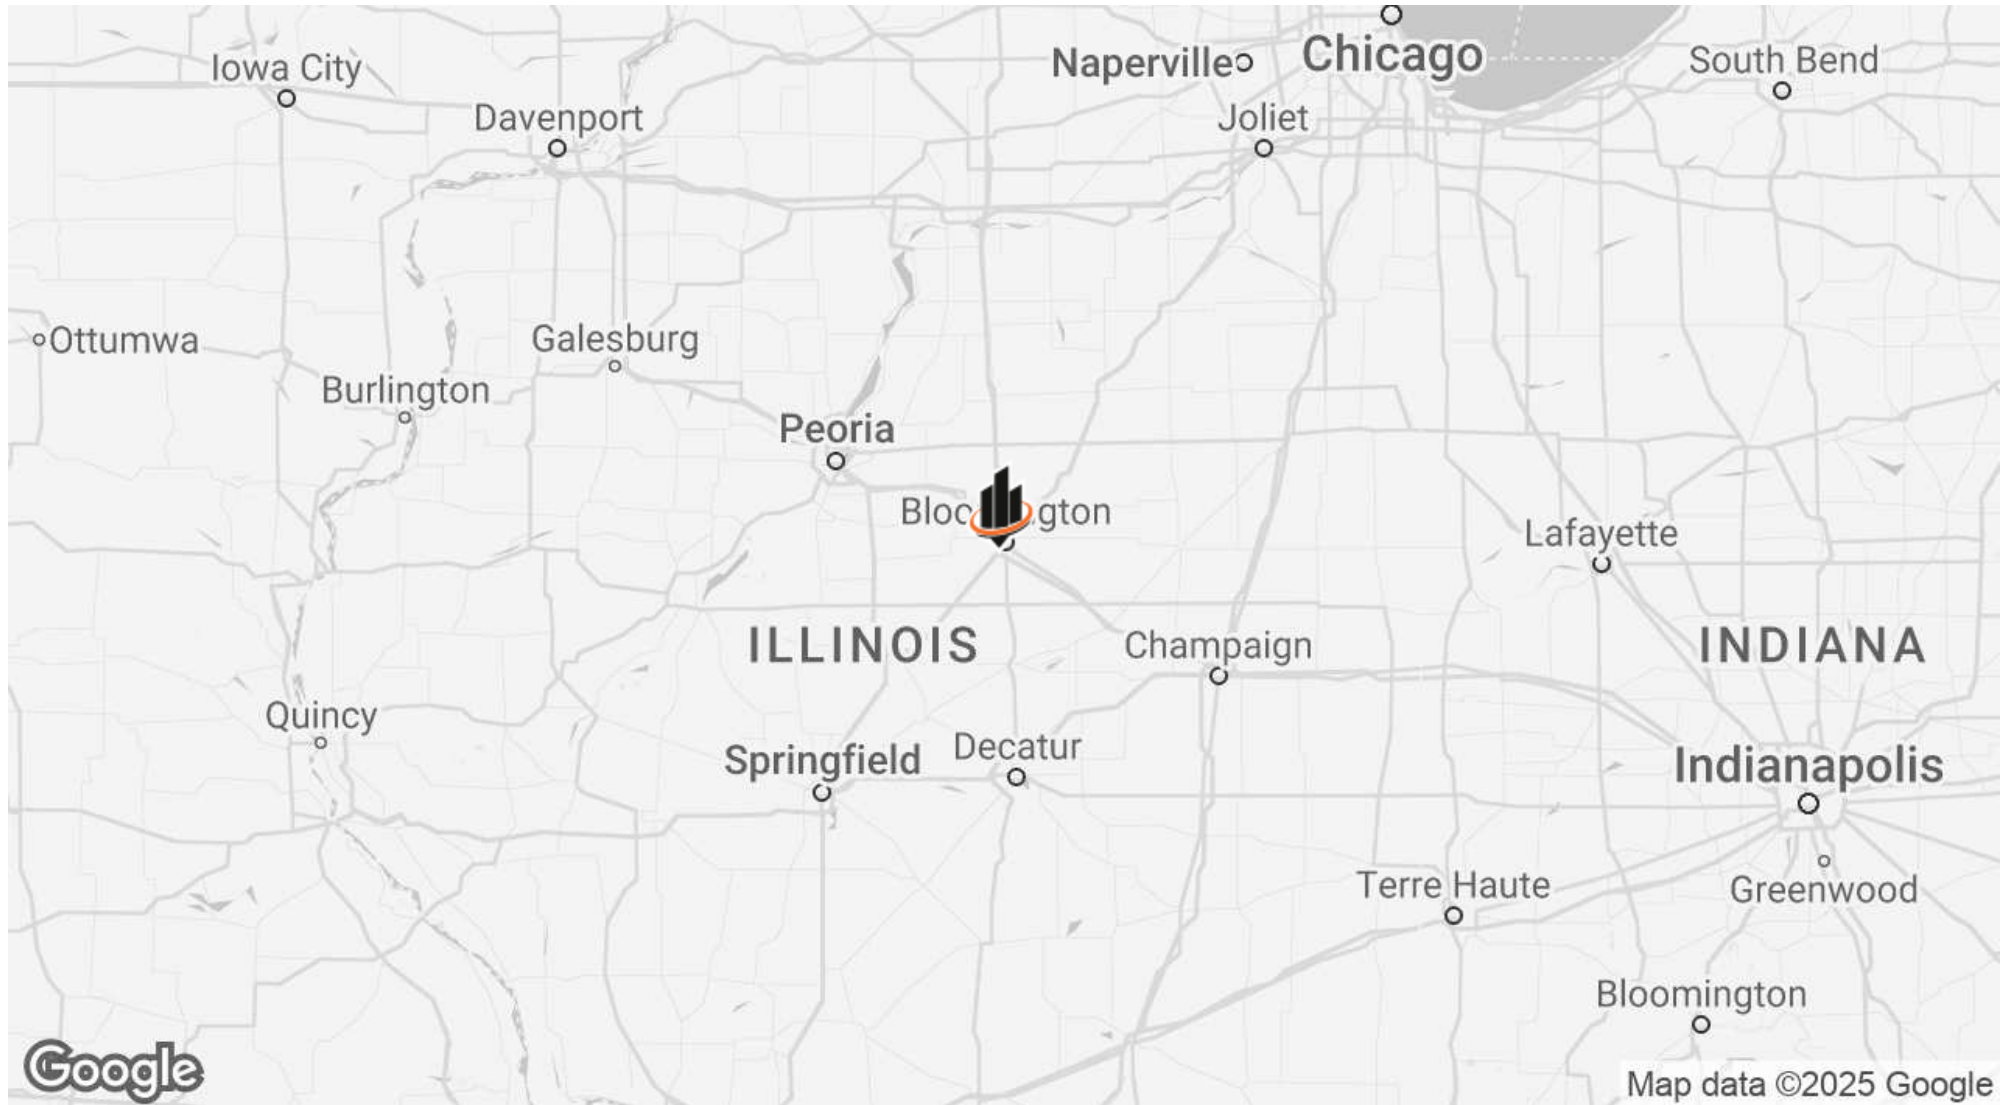 Chicago
Naperville
South Bend
Iowa City
Davenport
Joliet
Ottumwa
Galesburg
Burlington
Peoria
Bloo gton
Lafayette
ILLINOIS
Champaign
INDIANA
Quincy
Springfield
Decatur
Indianapolis
Terre Haute
Greenwood
Bloomington
Google
Map data ©2025 Google